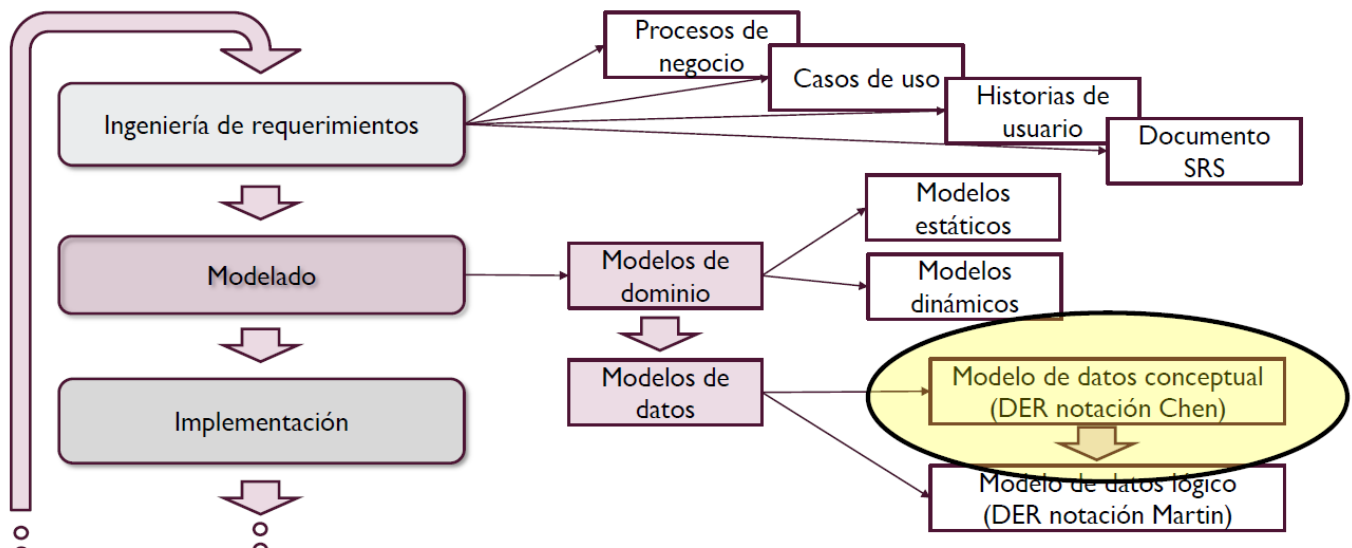 Procesos de
negocio
Casos de uso
Historias de
usuario
Documento
SRS
Ingeniería de requerimientos
Modelos
estáticos
Modelado
Modelos de
dominio
Modelos
dinámicos
Modelos de
datos
Modelo de datos conceptual
(DER notación Chen)
Implementación
Modelo de datos lógico
(DER notación Martin)